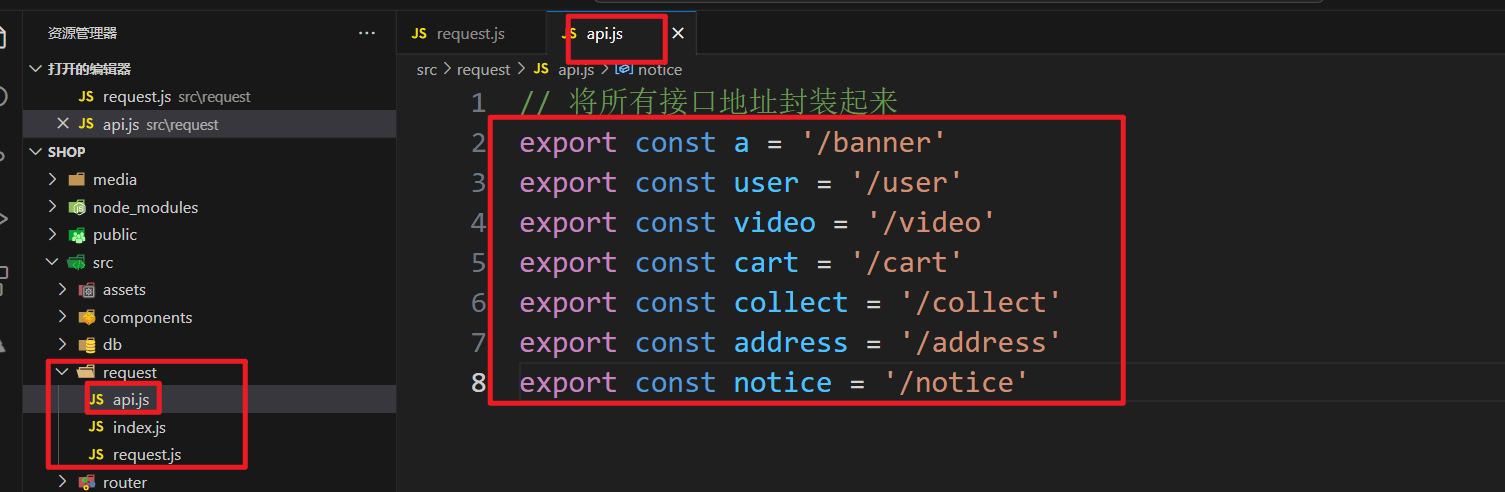 资源管理器
...
打开的编辑器
JS request.js src\request
× JS api.js src\request
SHOP
media
node_modules
public
src
assets
components
db
request
JS api.js
JS index.js
JS request.js
router
JS request.js
JS api.js ×
src > request > JS api.js > notice
1 // 将所有接口地址封装起来
2 export const a = '/banner'
3 export const user = '/user'
4 export const video = '/video'
5 export const cart = '/cart'
6 export const collect = '/collect'
7 export const address = '/address'
8 export const notice = '/notice'